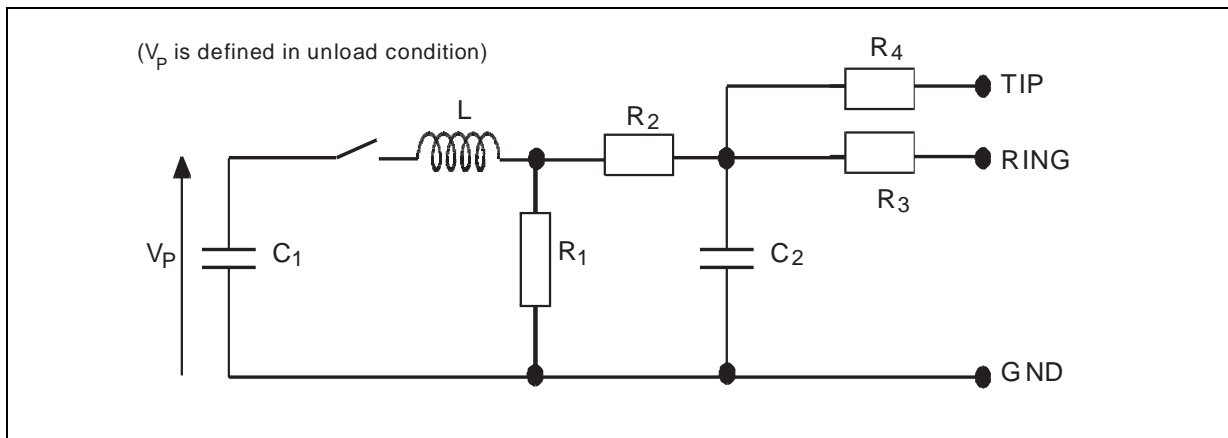 (VP is defined in unload condition)
R4
TIP
L
R2
RING
R3
VP
C1
R1
C2
GND